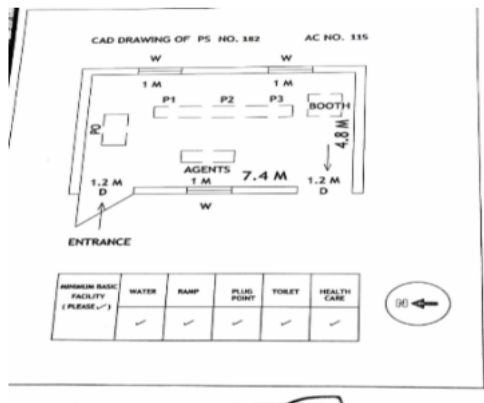 CAD DRAWING OF PS NO. 182 AC NO. 115
W W
1 M 1 M
P1 P2 P3 BOOTH
PO
4.8 M
AGENTS
1.2 M 1 M 7.4 M 1.2 M
D W D
ENTRANCE
MINIMUM BASIC FACILITY ( PLEASE ✓ ) WATER RAMP PLUG POINT TOILET HEALTH CARE
✓ ✓ ✓ ✓ ✓
N